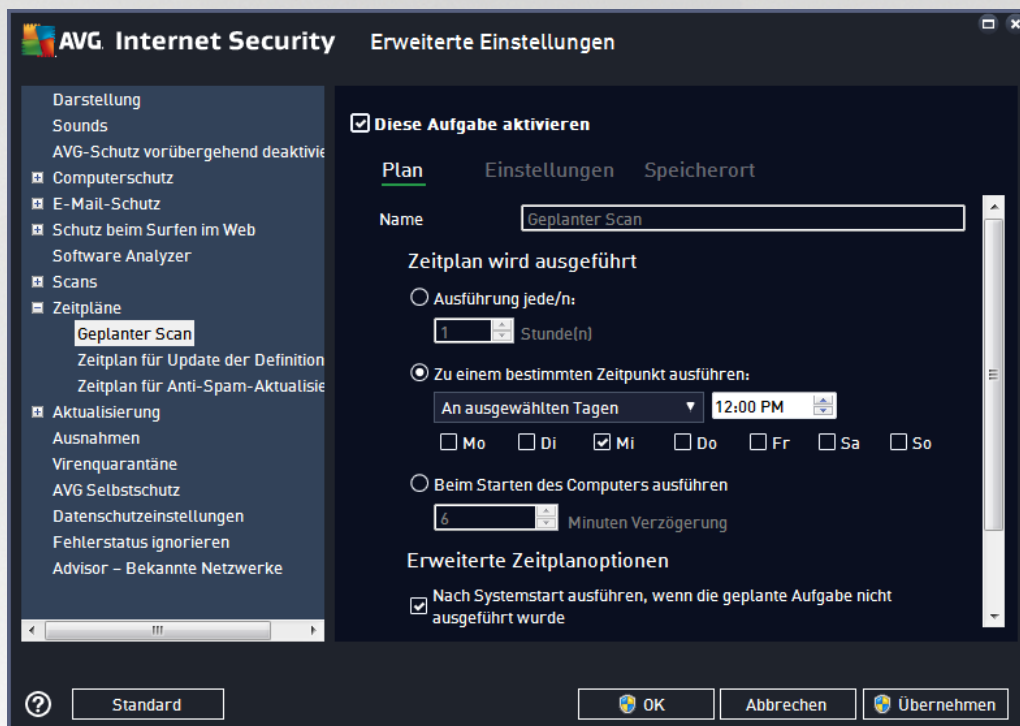 AVG. Internet Security Erweiterte Einstellungen
Darstellung
Sounds
AVG-Schutz vorübergehend deaktivie
Computerschutz
E-Mail-Schutz
Schutz beim Surfen im Web
Software Analyzer
Scans
Zeitpläne
Geplanter Scan
Zeitplan für Update der Definition
Zeitplan für Anti-Spam-Aktualisie
Aktualisierung
Ausnahmen
Virenquarantäne
AVG Selbstschutz
Datenschutzeinstellungen
Fehlerstatus ignorieren
Advisor – Bekannte Netzwerke
Diese Aufgabe aktivieren
Plan Einstellungen Speicherort
Name Geplanter Scan
Zeitplan wird ausgeführt
Ausführung jede/n:
1 Stunde(n)
Zu einem bestimmten Zeitpunkt ausführen:
An ausgewählten Tagen 12:00 PM
Mo Di Mi Do Fr Sa So
Beim Starten des Computers ausführen
6 Minuten Verzögerung
Erweiterte Zeitplanoptionen
Nach Systemstart ausführen, wenn die geplante Aufgabe nicht
ausgeführt wurde
? Standard OK Abbrechen Übernehmen